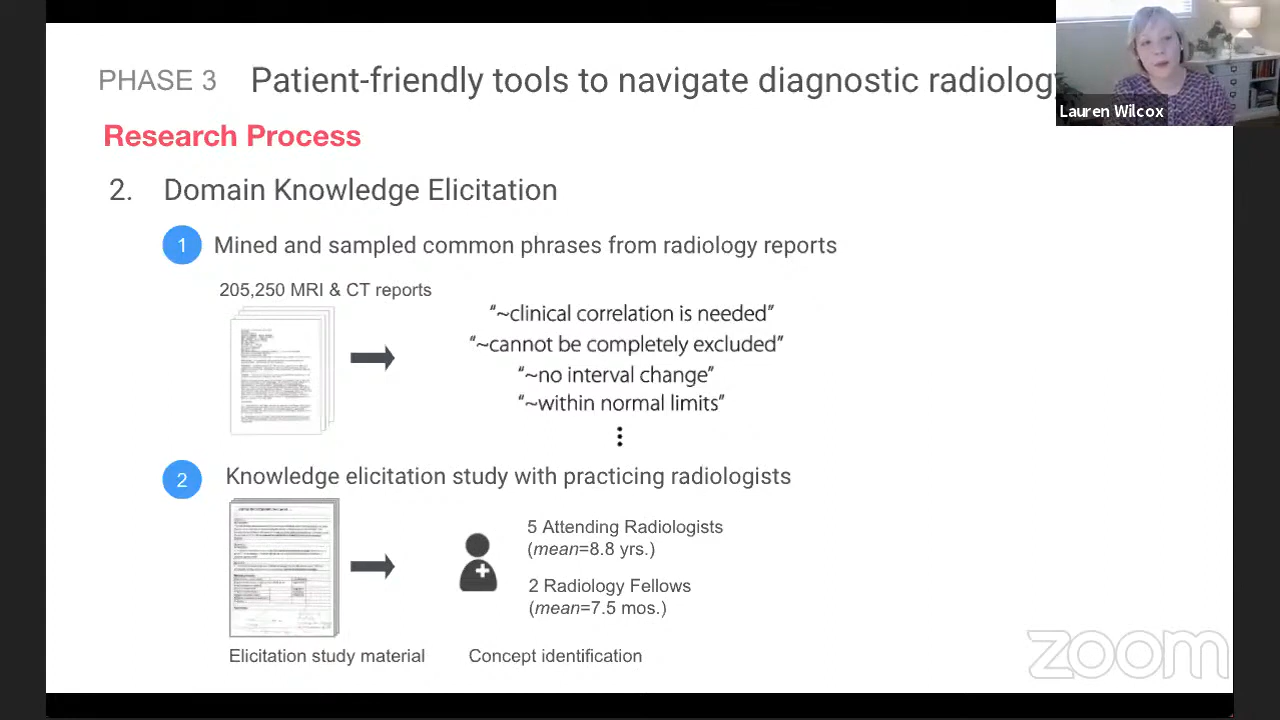 PHASE 3 Patient-friendly tools to navigate diagnostic radiology
Lauren Wilcox
Research Process
2. Domain Knowledge Elicitation
1 Mined and sampled common phrases from radiology reports
205,250 MRI & CT reports
“~clinical correlation is needed”
“~cannot be completely excluded”
“~no interval change”
“~within normal limits”
2 Knowledge elicitation study with practicing radiologists
5 Attending Radiologists
(mean=8.8 yrs.)
2 Radiology Fellows
(mean=7.5 mos.)
Elicitation study material
Concept identification
zoom